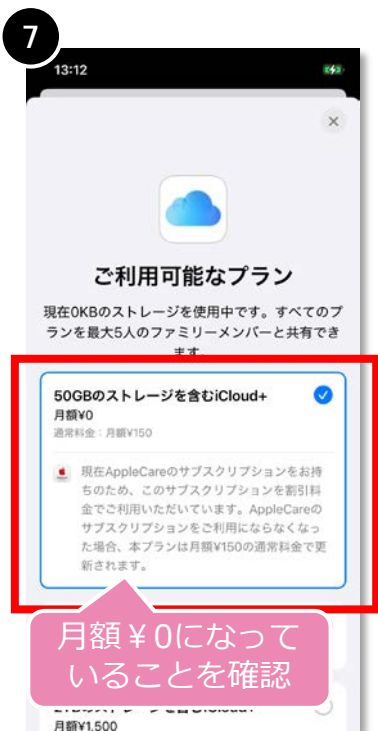 7
13:12
ご利用可能なプラン
現在0KBのストレージを使用中です。すべてのプ
ランを最大5人のファミリーメンバーと共有でき
ます。
50GBのストレージを含むiCloud+
月額¥0
通常料金：月額¥150
現在AppleCareのサブスクリプションをお持
ちのため、このサブスクリプションを割引料
金でご利用いただいています。AppleCareの
サブスクリプションをご利用にならなくなっ
た場合、本プランは月額¥150の通常料金で更
新されます。
月額¥0になって
いることを確認
月額¥1,500